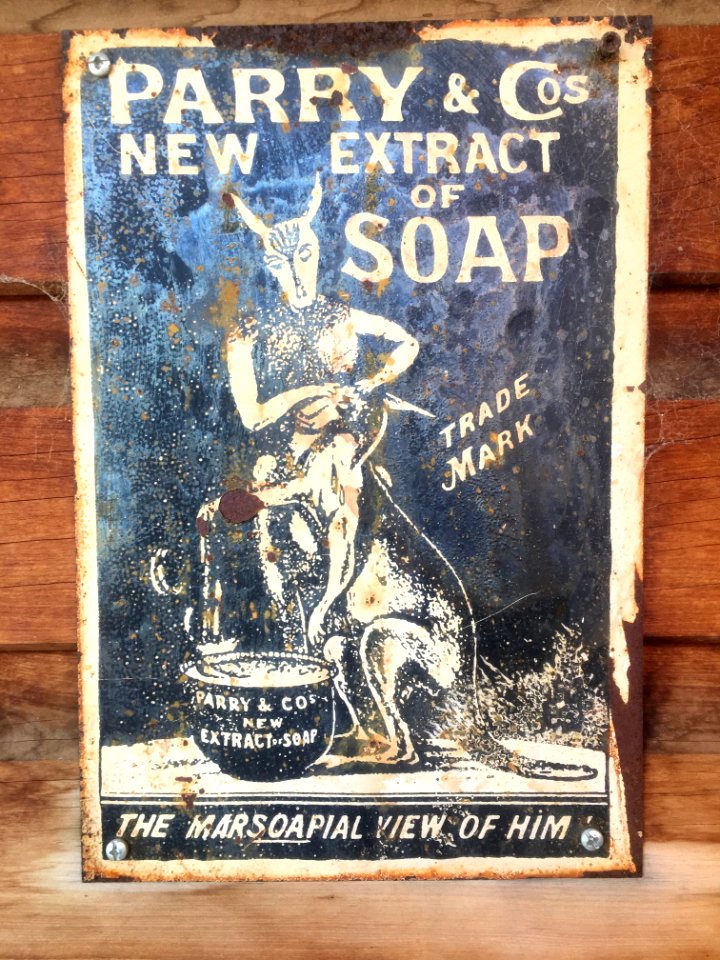 PARRY & Cos
NEW EXTRACT
OF
SOAP
TRADE
MARK
PARRY & Cos
NEW
EXTRACT OF SOAP
THE MARSOAPIAL VIEW OF HiM